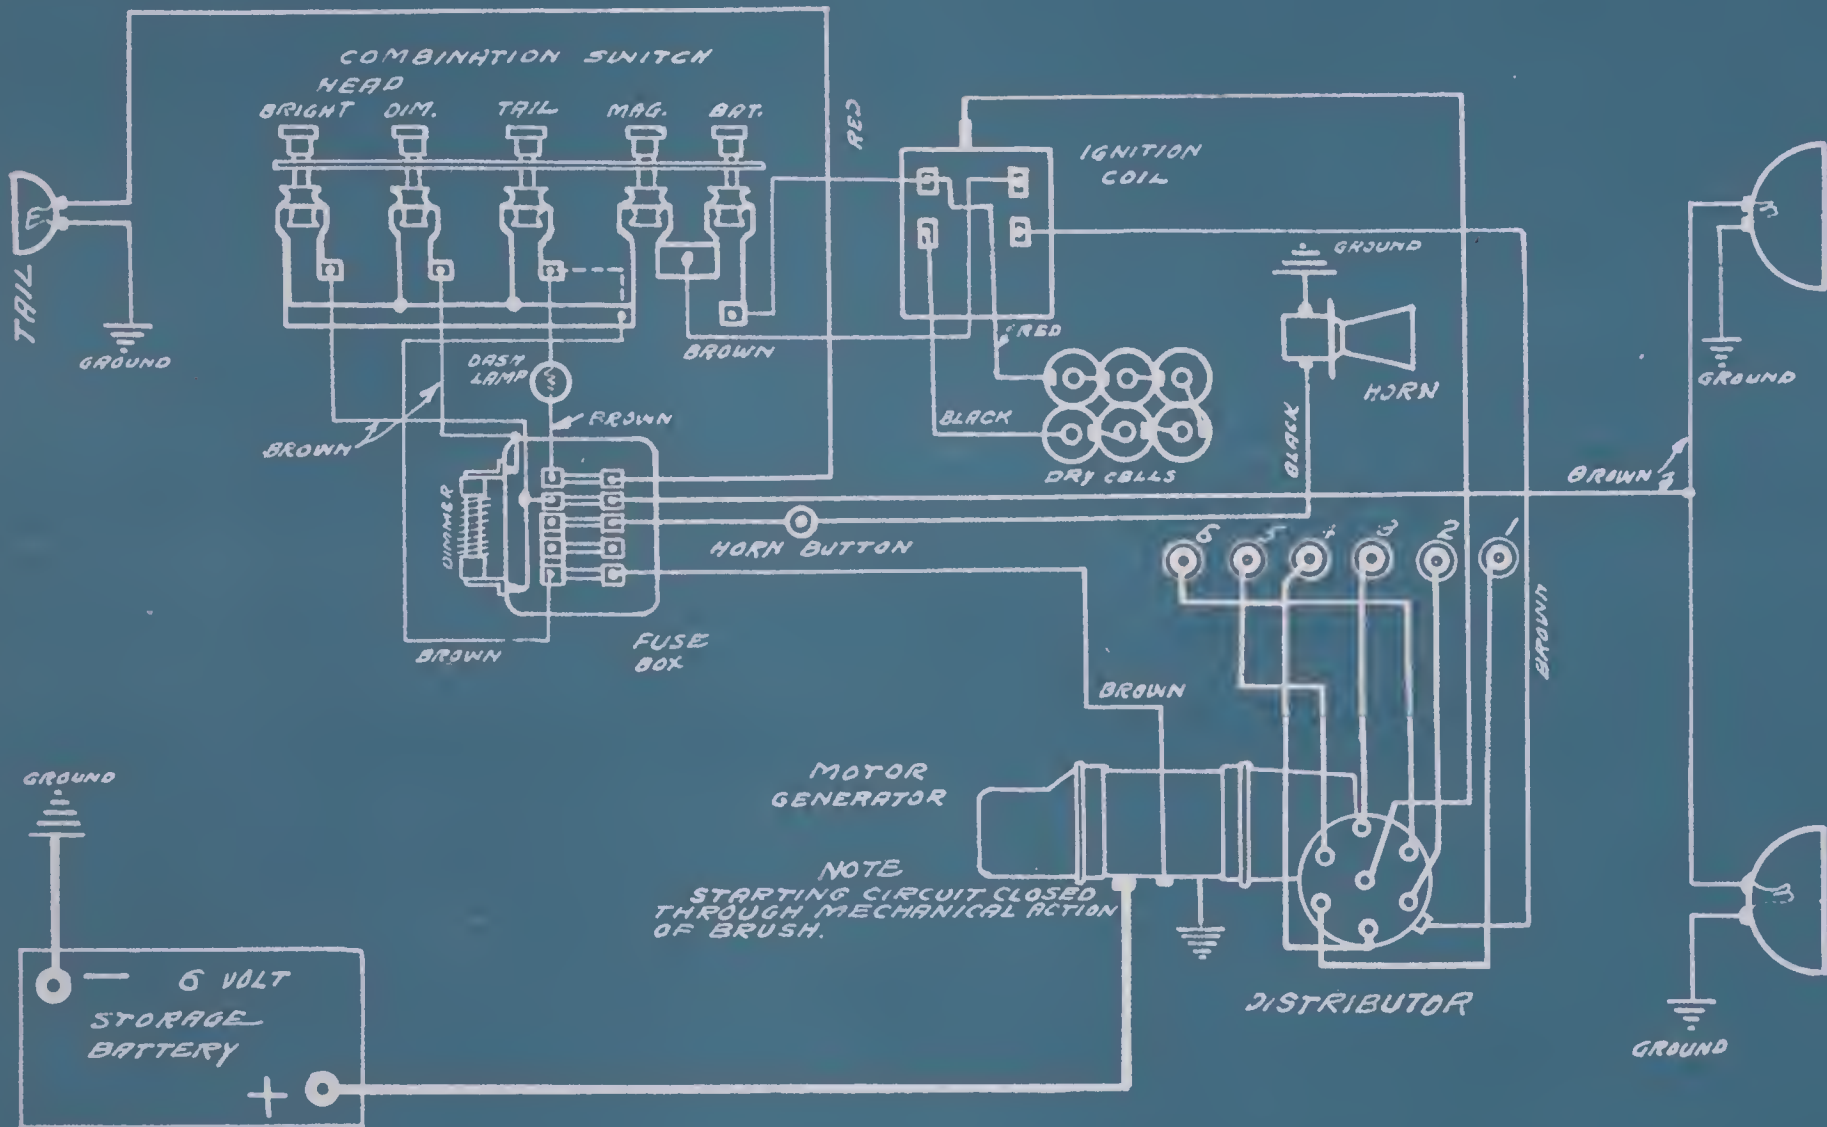 COMBINATION SWITCH
HEAD
BRIGHT DIM. TAIL MAG. BAT.
RED
IGNITION
COIL
TAIL
GROUND
GROUND
GROUND
BROWN
DASH
LAMP
RED
HORN
BROWN
BLACK
BLACK
BROWN
DRY CELLS
BROWN
DIMMER
HORN BUTTON
6 5 4 3 2 1
BROWN
FUSE
BOX
BROWN
BROWN
GROUND
MOTOR
GENERATOR
NOTE
STARTING CIRCUIT CLOSED
THROUGH MECHANICAL ACTION
OF BRUSH.
— 6 VOLT
STORAGE
BATTERY
+
DISTRIBUTOR
GROUND